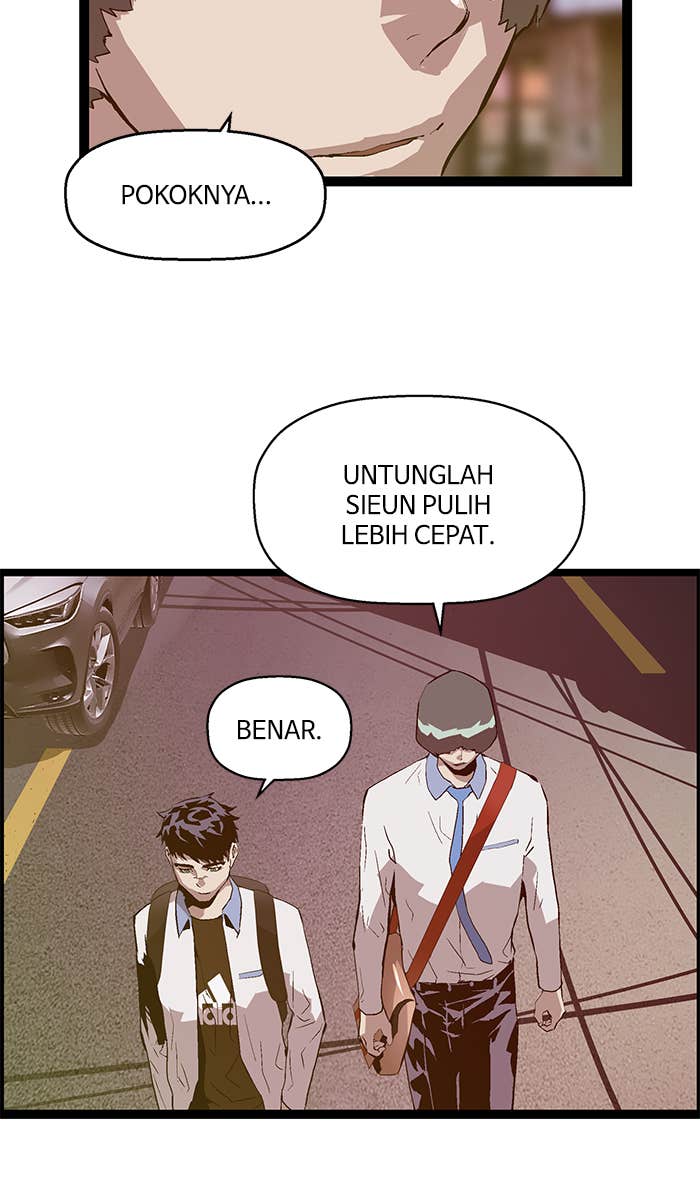 POKOKNYA...
UNTUNGLAH
SIEUN PULIH
LEBIH CEPAT.
BENAR.